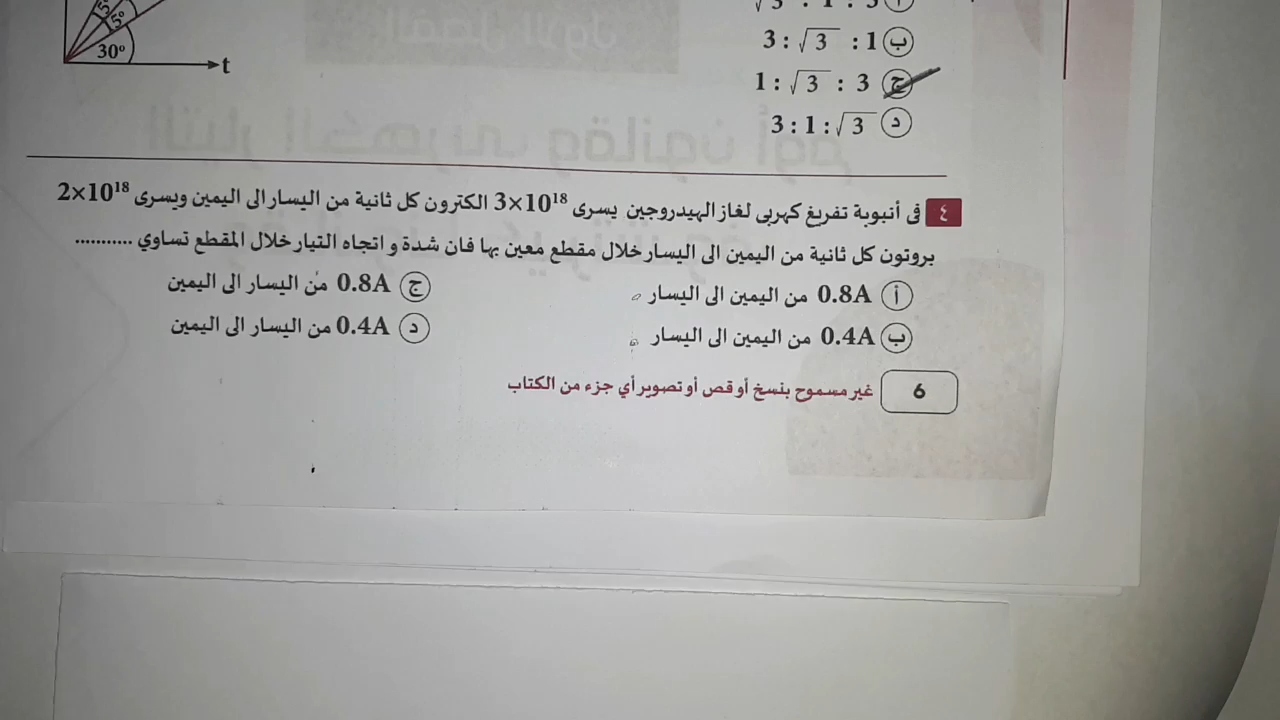 5°
5°
30°
t
3 : √3 : 1 ب
1 : √3 : 3 ج
3 : 1 : √3 د
٤ فى أنبوبة تفريغ كهربى لغاز الهيدروجين يسرى 3×10¹⁸ الكترون كل ثانية من اليسار الى اليمين ويسرى 2×10¹⁸
بروتون كل ثانية من اليمين الى اليسار خلال مقطع معين بها فان شدة و اتجاه التيار خلال المقطع تساوي ...........
أ 0.8A من اليمين الى اليسار
ج 0.8A من اليسار الى اليمين
ب 0.4A من اليمين الى اليسار
د 0.4A من اليسار الى اليمين
6 غير مسموح بنسخ أو قص أو تصوير أي جزء من الكتاب